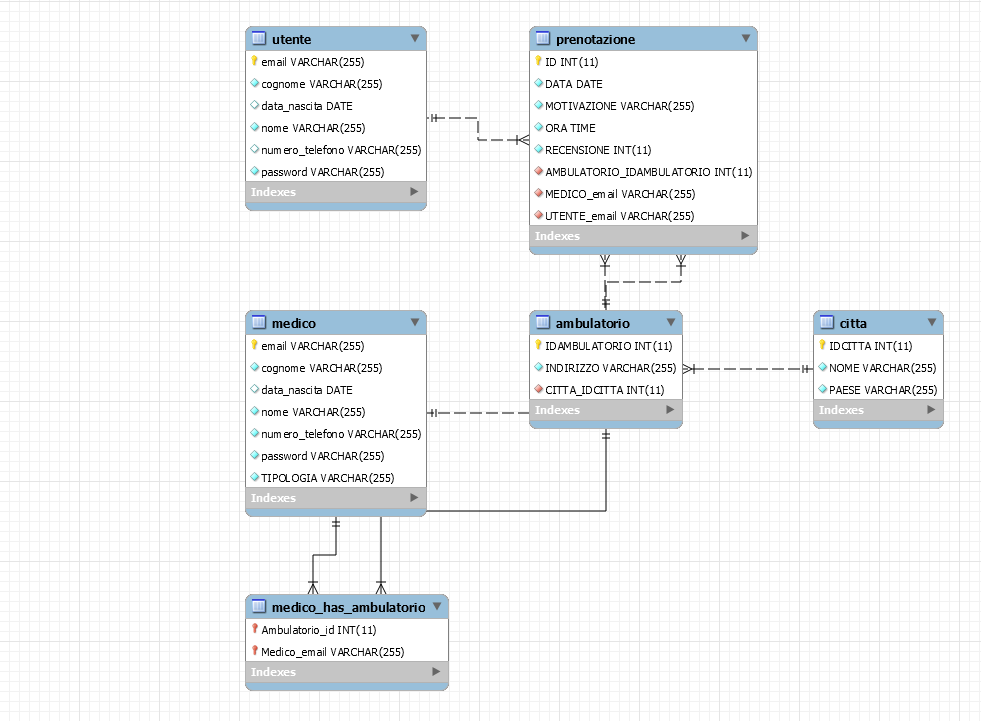 utente
email VARCHAR(255)
cognome VARCHAR(255)
data_nascita DATE
nome VARCHAR(255)
numero_telefono VARCHAR(255)
password VARCHAR(255)
Indexes
prenotazione
ID INT(11)
DATA DATE
MOTIVAZIONE VARCHAR(255)
ORA TIME
RECENSIONE INT(11)
AMBULATORIO_IDAMBULATORIO INT(11)
MEDICO_email VARCHAR(255)
UTENTE_email VARCHAR(255)
Indexes
medico
email VARCHAR(255)
cognome VARCHAR(255)
data_nascita DATE
nome VARCHAR(255)
numero_telefono VARCHAR(255)
password VARCHAR(255)
TIPOLOGIA VARCHAR(255)
Indexes
ambulatorio
IDAMBULATORIO INT(11)
INDIRIZZO VARCHAR(255)
CITTA_IDCITTA INT(11)
Indexes
citta
IDCITTA INT(11)
NOME VARCHAR(255)
PAESE VARCHAR(255)
Indexes
medico_has_ambulatorio
Ambulatorio_id INT(11)
Medico_email VARCHAR(255)
Indexes